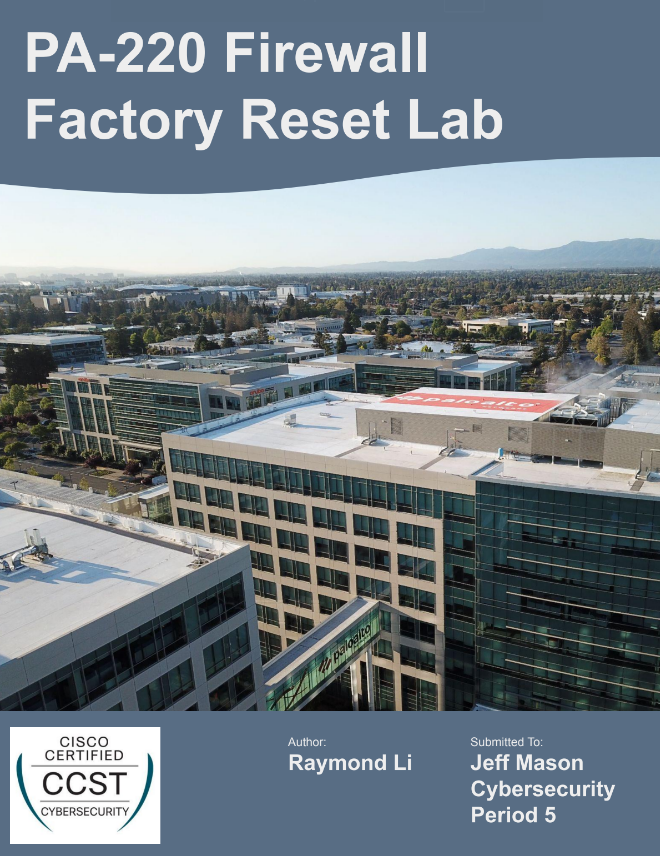 PA-220 Firewall
Factory Reset Lab
paloalto
paloalto
CISCO
CERTIFIED
CCST
CYBERSECURITY
Author:
Raymond Li
Submitted To:
Jeff Mason
Cybersecurity
Period 5